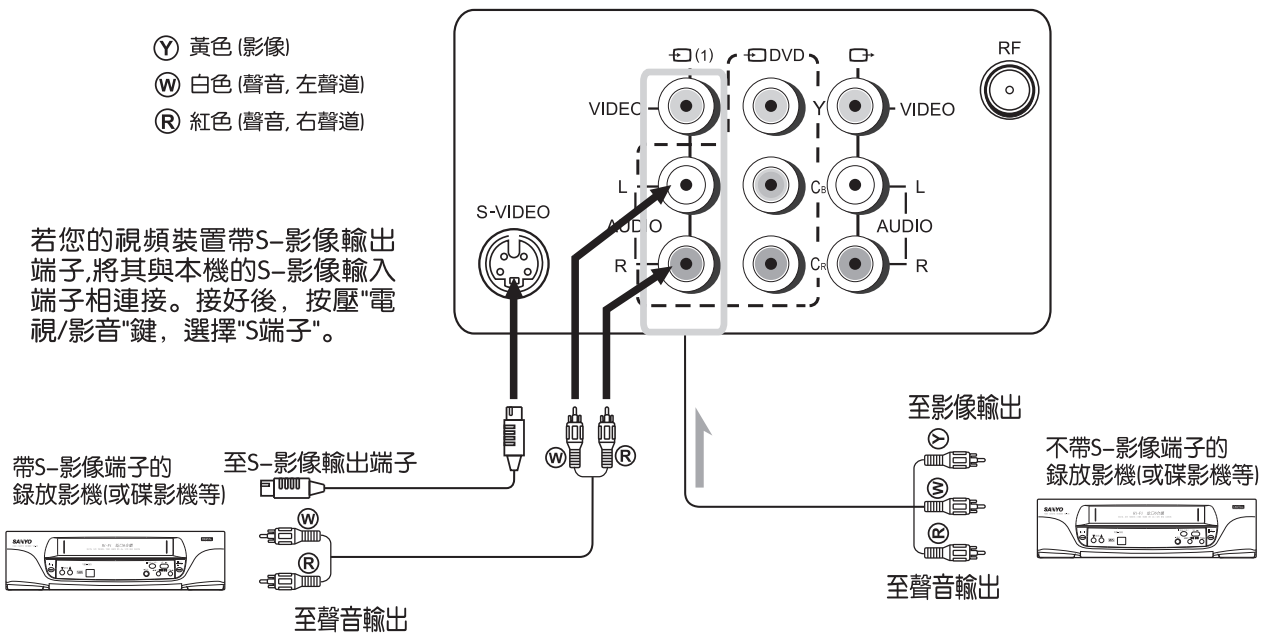 Ⓨ 黃色 (影像)
Ⓦ 白色 (聲音, 左聲道)
Ⓡ 紅色 (聲音, 右聲道)
若您的視頻裝置帶S-影像輸出
端子,將其與本機的S-影像輸入
端子相連接。接好後，按壓"電
視/影音"鍵，選擇"S端子"。
(1)
DVD
RF
VIDEO
Y
VIDEO
L
CB
L
S-VIDEO
AUDIO
AUDIO
R
CR
R
帶S-影像端子的
錄放影機(或碟影機等)
SANYO
至S-影像輸出端子
Ⓦ
Ⓡ
Ⓦ
Ⓡ
至聲音輸出
至影像輸出
Ⓨ
Ⓦ
Ⓡ
至聲音輸出
不帶S-影像端子的
錄放影機(或碟影機等)
SANYO